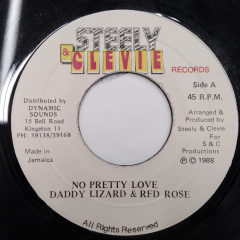 STEELY
& CLEVIE
RECORDS
Side A
45 R.P.M.
Distributed by
DYNAMIC
SOUNDS
15 Bell Road
Kingston 11
PH: 39138/39168
Made in
Jamaica
Arranged &
Produced by
Steely & Clevie
For
S & C
Productions
Ⓟ © 1988
NO PRETTY LOVE
DADDY LIZARD & RED ROSE
All Rights Reserved